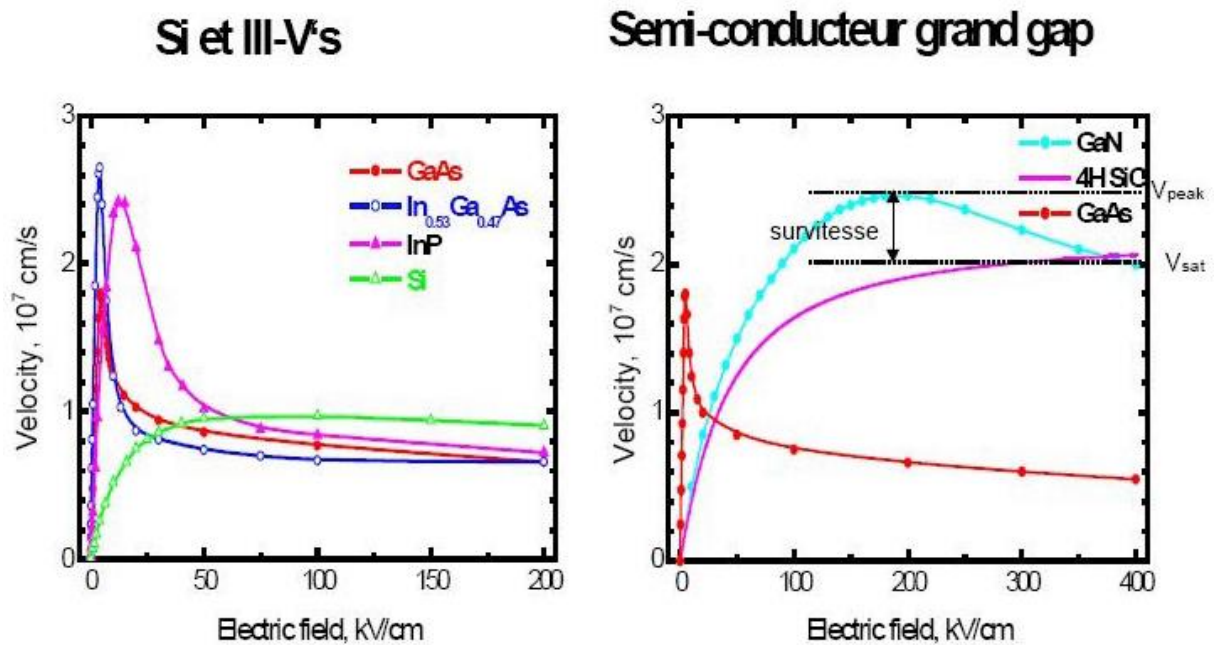 Si et III-V's
Semi-conducteur grand gap
3
2
1
0
Velocity, 10⁷ cm/s
GaAs
In₀.₅₃Ga₀.₄₇As
InP
Si
0 50 100 150 200
Electric field, kV/cm
3
2
1
0
Velocity, 10⁷ cm/s
GaN
4H SiC
GaAs
Vpeak
survitesse
Vsat
0 100 200 300 400
Electric field, kV/cm